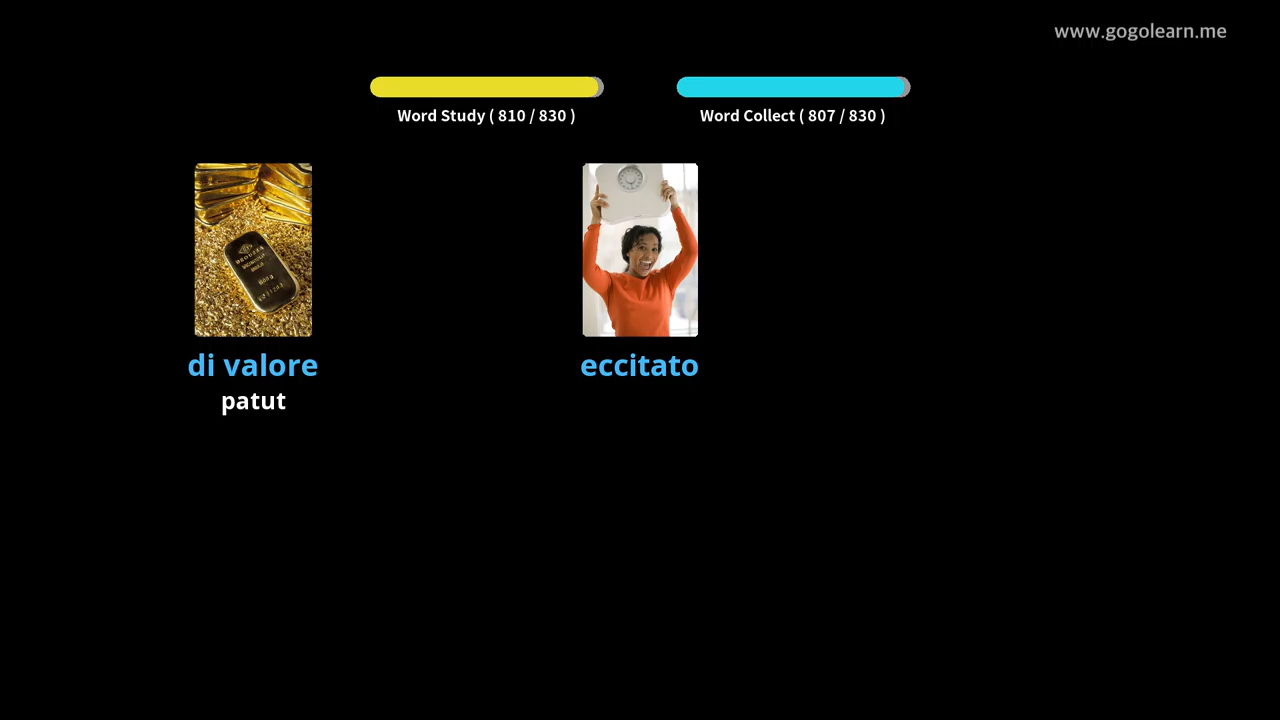 www.gogolearn.me
Word Study ( 810 / 830 )
Word Collect ( 807 / 830 )
di valore
patut
eccitato